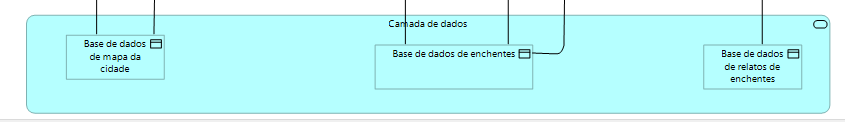 Camada de dados
Base de dados
de mapa da
cidade
Base de dados de enchentes
Base de dados
de relatos de
enchentes